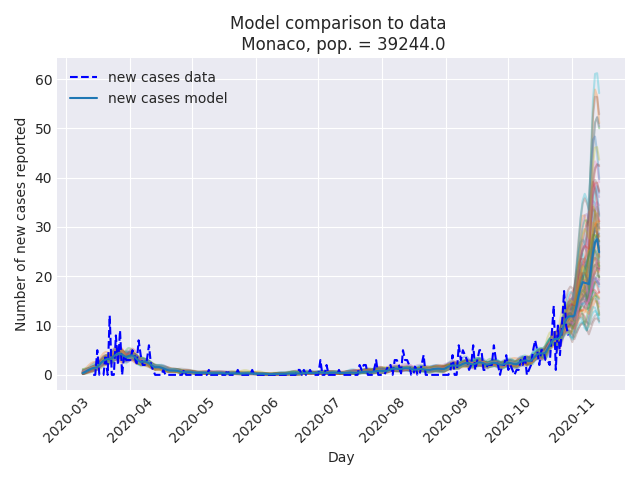 Model comparison to data
Monaco, pop. = 39244.0
new cases data
new cases model
Number of new cases reported
60
50
40
30
20
10
0
2020-03
2020-04
2020-05
2020-06
2020-07
2020-08
2020-09
2020-10
2020-11
Day